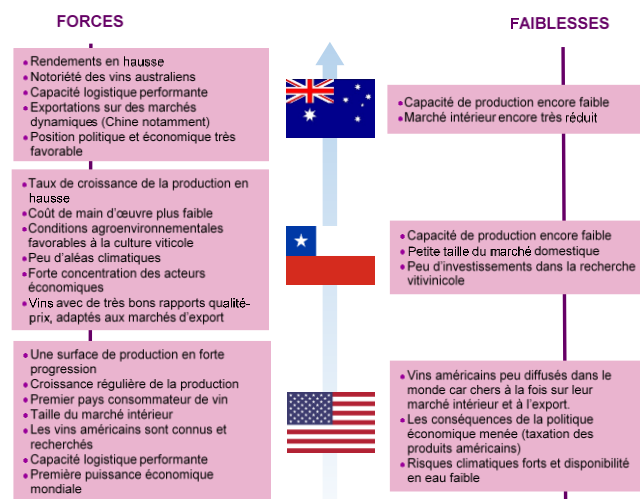 FORCES
FAIBLESSES
• Rendements en hausse
• Notoriété des vins australiens
• Capacité logistique performante
• Exportations sur des marchés
dynamiques (Chine notamment)
• Position politique et économique très
favorable
• Capacité de production encore faible
• Marché intérieur encore très réduit
• Taux de croissance de la production en
hausse
• Coût de main d'œuvre plus faible
• Conditions agroenvironnementales
favorables à la culture viticole
• Peu d'aléas climatiques
• Forte concentration des acteurs
économiques
• Vins avec de très bons rapports qualité-
prix, adaptés aux marchés d'export
• Capacité de production encore faible
• Petite taille du marché domestique
• Peu d'investissements dans la recherche
vitivinicole
• Une surface de production en forte
progression
• Croissance régulière de la production
• Premier pays consommateur de vin
• Taille du marché intérieur
• Les vins américains sont connus et
recherchés
• Capacité logistique performante
• Première puissance économique
mondiale
• Vins américains peu diffusés dans le
monde car chers à la fois sur leur
marché intérieur et à l'export.
• Les conséquences de la politique
économique menée (taxation des
produits américains)
• Risques climatiques forts et disponibilité
en eau faible